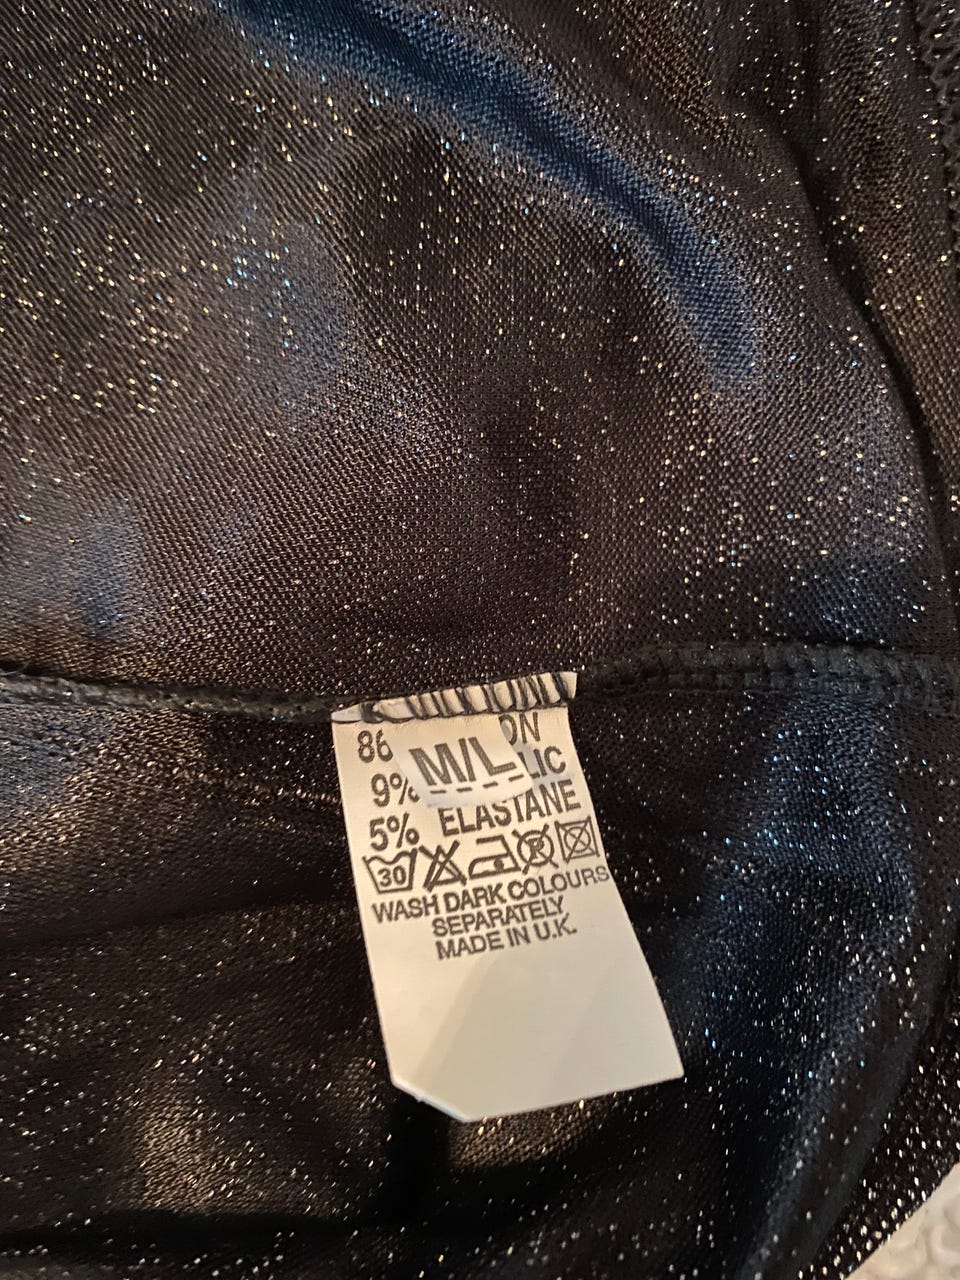 86 ON
M/L
9% LIC
5% ELASTANE
30
WASH DARK COLOURS
SEPARATELY
MADE IN U.K.